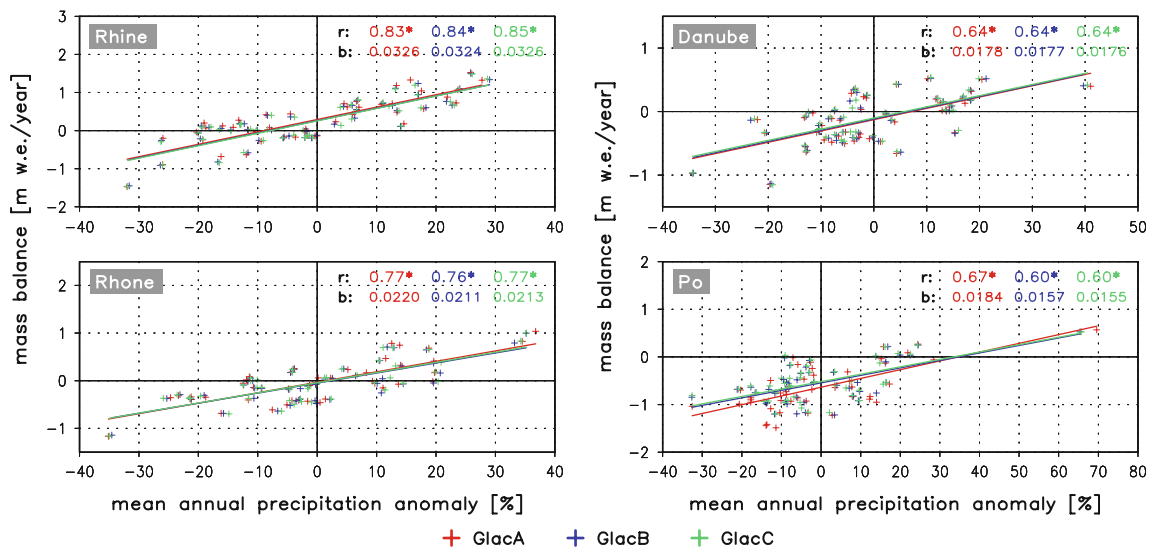 Rhine
r: 0.83* 0.84* 0.85*
b: 0.0326 0.0324 0.0326
3
2
1
0
−1
−2
−40 −30 −20 −10 0 10 20 30 40
Danube
r: 0.64* 0.64* 0.64*
b: 0.0178 0.0177 0.0176
1
0
−1
−40 −30 −20 −10 0 10 20 30 40 50
Rhone
r: 0.77* 0.76* 0.77*
b: 0.0220 0.0211 0.0213
2
1
0
−1
−40 −30 −20 −10 0 10 20 30 40
Po
r: 0.67* 0.60* 0.60*
b: 0.0184 0.0157 0.0155
2
1
0
−1
−2
−40 −30 −20 −10 0 10 20 30 40 50 60 70 80
mass balance [m w.e./year]
mass balance [m w.e./year]
mean annual precipitation anomaly [%]
mean annual precipitation anomaly [%]
GlacA GlacB GlacC